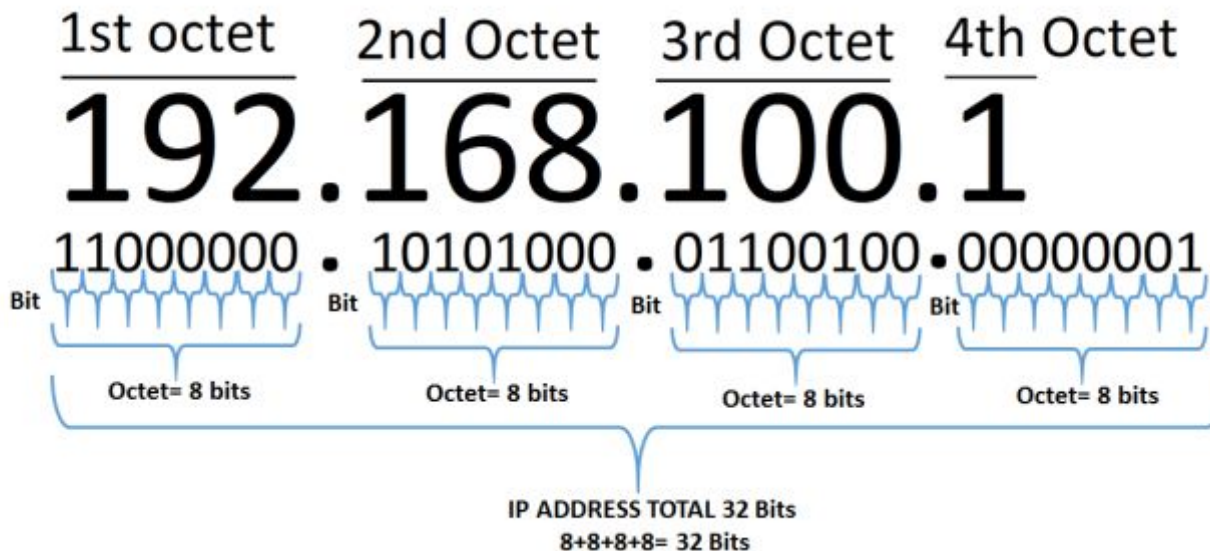 1st octet 2nd Octet 3rd Octet 4th Octet
192.168.100.1
11000000 . 10101000 . 01100100 . 00000001
Bit Bit Bit Bit
Octet= 8 bits Octet= 8 bits Octet= 8 bits Octet= 8 bits
IP ADDRESS TOTAL 32 Bits
8+8+8+8= 32 Bits